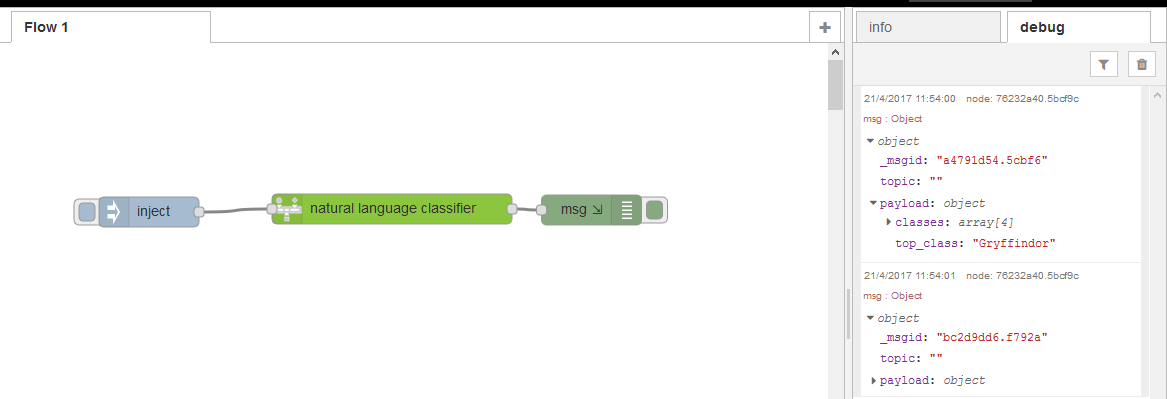 Flow 1
+
info
debug
inject
natural language classifier
msg
21/4/2017 11:54:00 node: 76232a40.5bcf9c
msg : Object
object
_msgid: "a4791d54.5cbf6"
topic: ""
payload: object
classes: array[4]
top_class: "Gryffindor"
21/4/2017 11:54:01 node: 76232a40.5bcf9c
msg : Object
object
_msgid: "bc2d9dd6.f792a"
topic: ""
payload: object